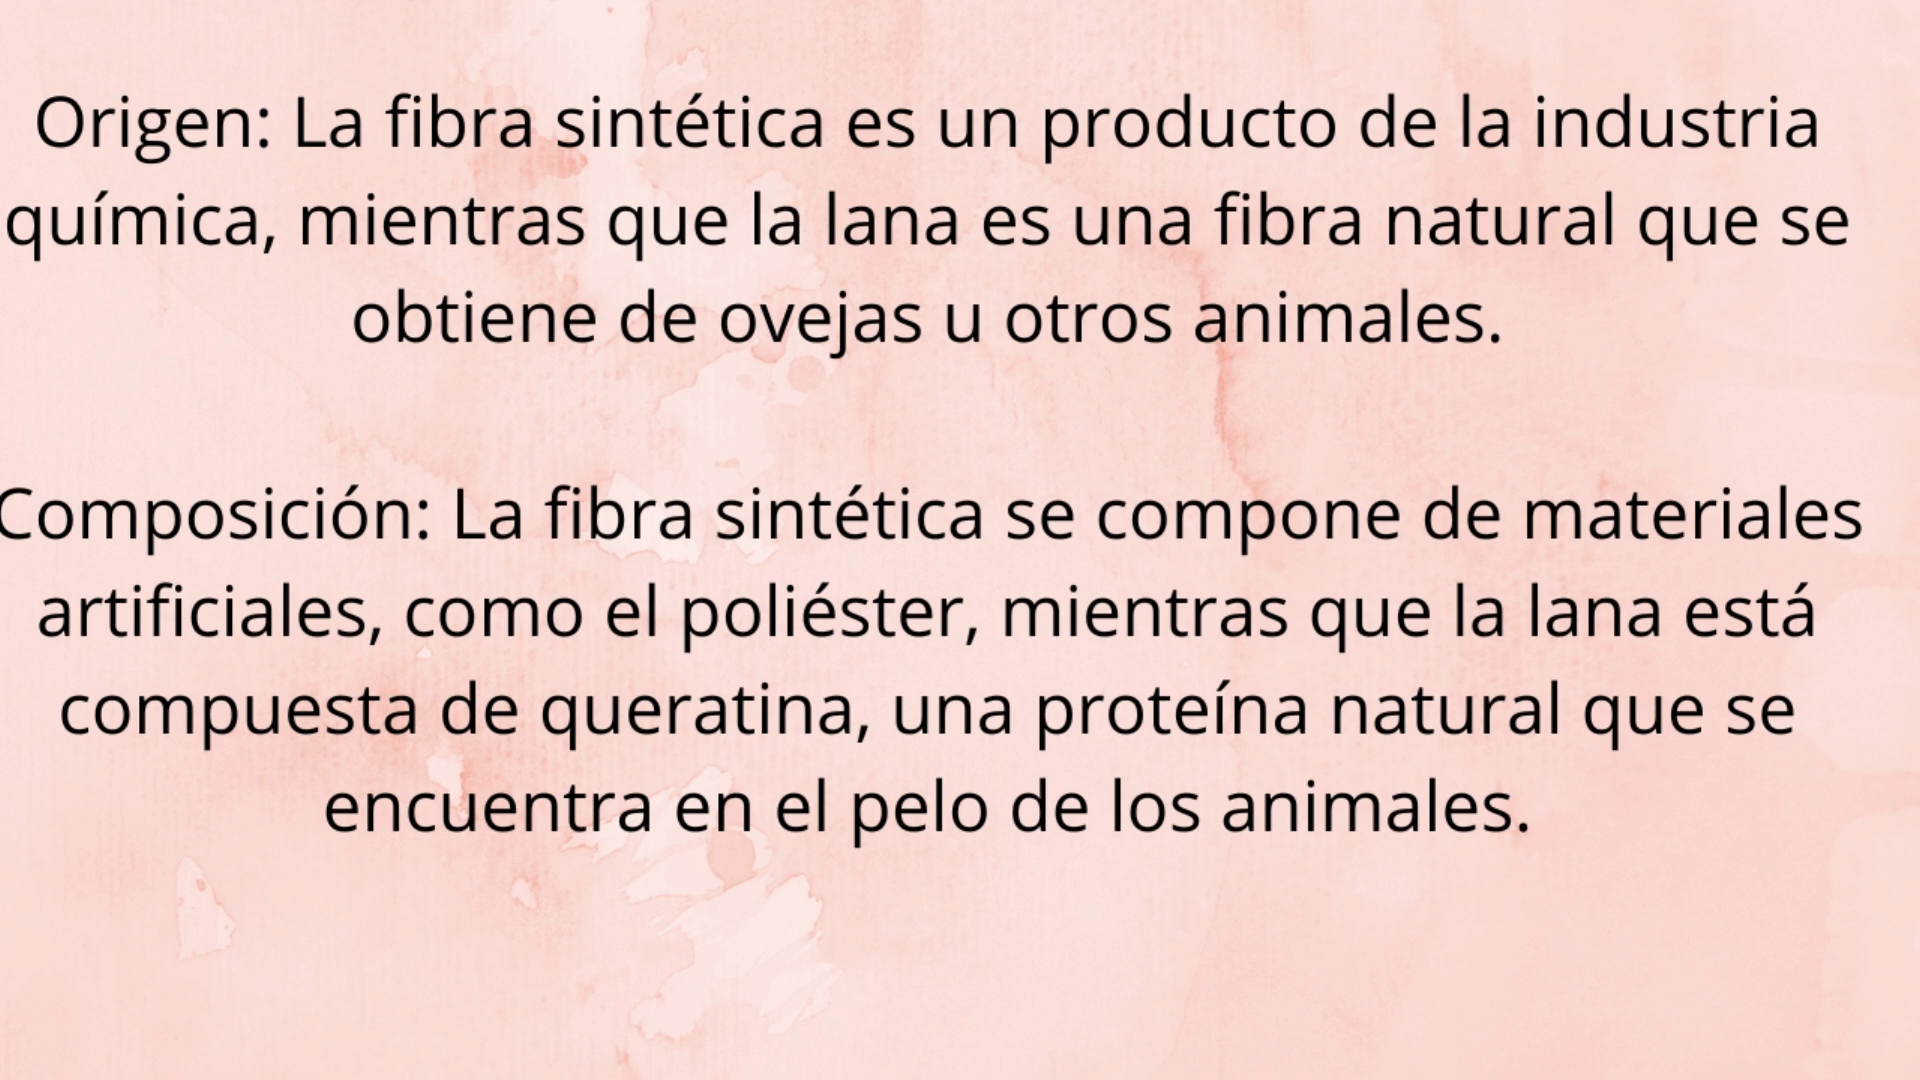 Origen: La fibra sintética es un producto de la industria
química, mientras que la lana es una fibra natural que se
obtiene de ovejas u otros animales.
Composición: La fibra sintética se compone de materiales
artificiales, como el poliéster, mientras que la lana está
compuesta de queratina, una proteína natural que se
encuentra en el pelo de los animales.